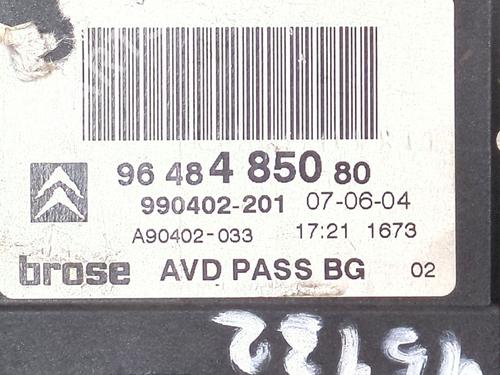 96 48 4 850 80
990402-201 07-06-04
A90402-033 17:21 1673
brose AVD PASS BG 02